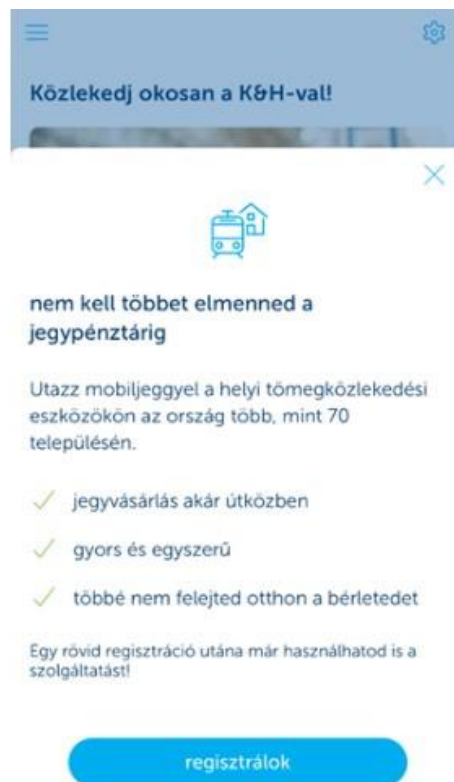 Közlekedj okosan a K&H-val!
nem kell többet elmenned a
jegypénztárig
Utazz mobiljeggyel a helyi tömegközlekedési
eszközökön az ország több, mint 70
településén.
jegyvásárlás akár útközben
gyors és egyszerű
többé nem felejted otthon a bérletedet
Egy rövid regisztráció utána már használhatod is a
szolgáltatást!
regisztrálok